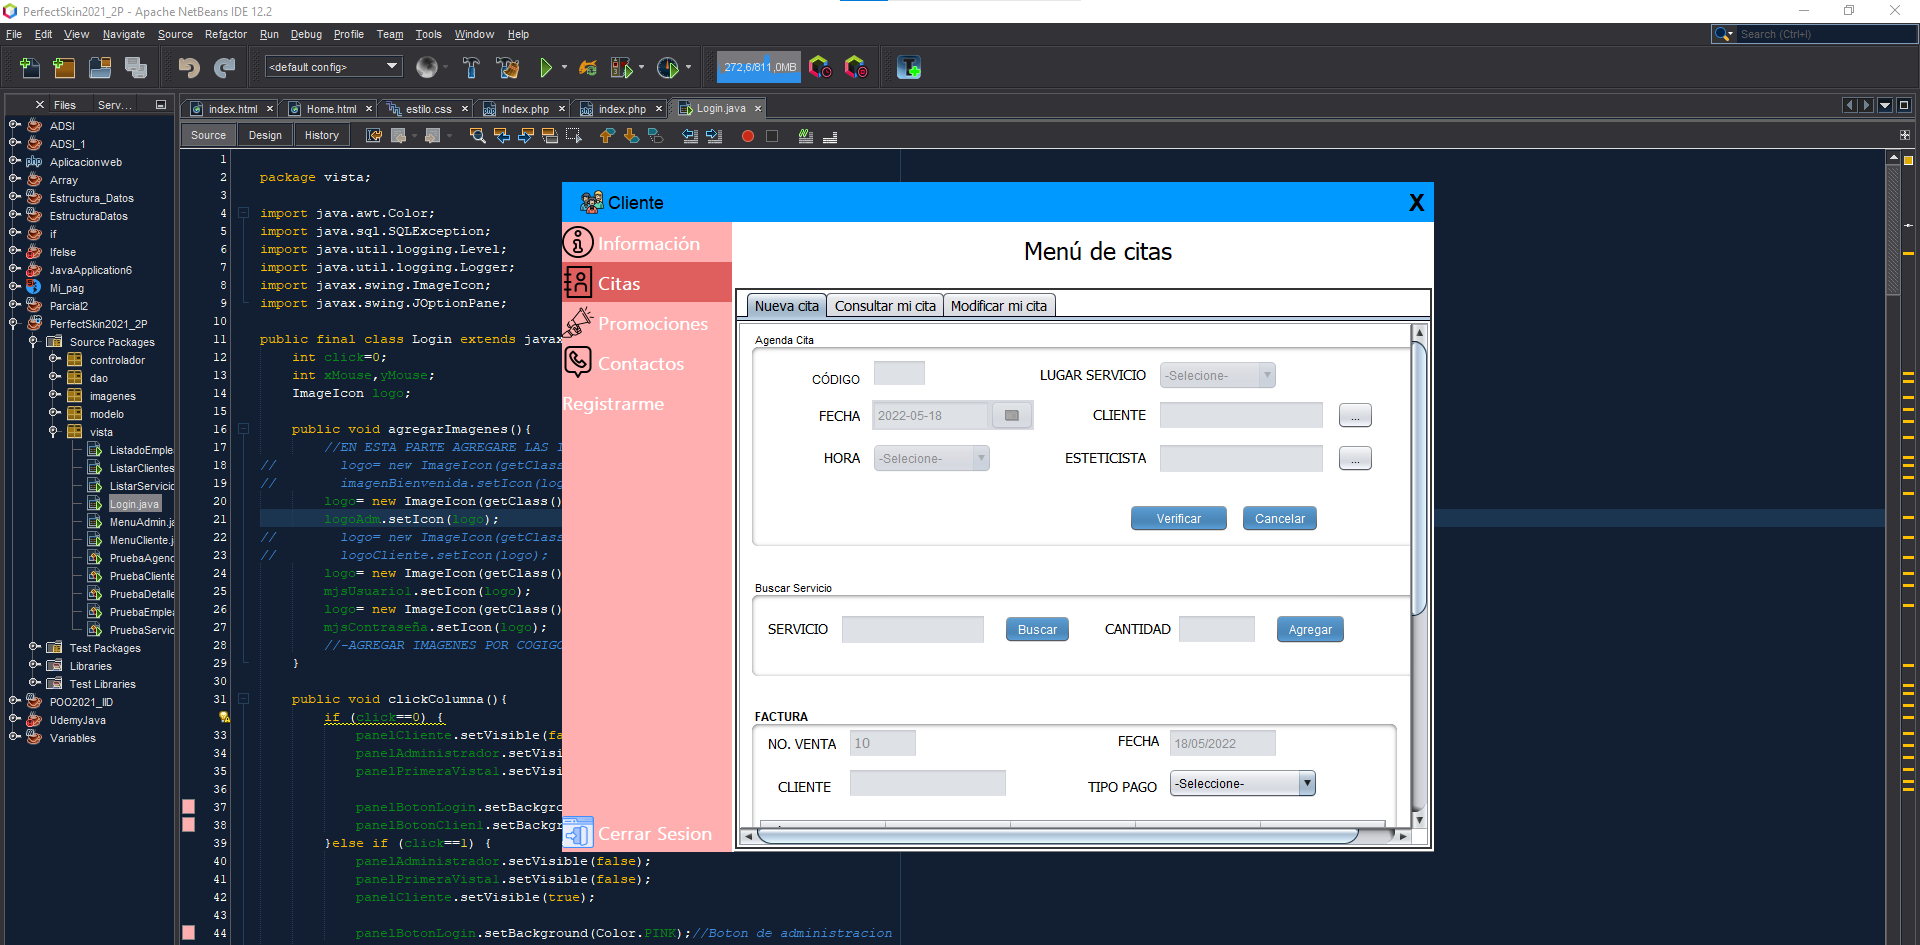 PerfectSkin2021_2P - Apache NetBeans IDE 12.2
File Edit View Navigate Source Refactor Run Debug Profile Team Tools Window Help
Search (Ctrl+I)
<default config>
272,6/811,0MB
Files Serv...
index.html Home.html estilo.css Index.php index.php Login.java
Source Design History
ADSI
ADSI_1
Aplicacionweb
Array
Estructura_Datos
EstructuraDatos
if
Ifelse
JavaApplication6
Mi_pag
Parcial2
PerfectSkin2021_2P
Source Packages
controlador
dao
imagenes
modelo
vista
ListadoEmple
ListarClientes
ListarServicio
Login.java
MenuAdmin.ja
MenuCliente.j
PruebaAgend
PruebaCliente
PruebaDetalle
PruebaEmplea
PruebaServic
Test Packages
Libraries
Test Libraries
POO2021_IID
UdemyJava
Variables
1
2 package vista;
3
4 import java.awt.Color;
5 import java.sql.SQLException;
6 import java.util.logging.Level;
7 import java.util.logging.Logger;
8 import javax.swing.ImageIcon;
9 import javax.swing.JOptionPane;
10
11 public final class Login extends javax
12 int click=0;
13 int xMouse,yMouse;
14 ImageIcon logo;
15
16 public void agregarImagenes(){
17 //EN ESTA PARTE AGREGARE LAS I
18 // logo= new ImageIcon(getClass
19 // imagenBienvenida.setIcon(log
20 logo= new ImageIcon(getClass()
21 logoAdm.setIcon(logo);
22 // logo= new ImageIcon(getClass
23 // logoCliente.setIcon(logo);
24 logo= new ImageIcon(getClass()
25 mjsUsuario1.setIcon(logo);
26 logo= new ImageIcon(getClass()
27 mjsContraseña.setIcon(logo);
28 //-AGREGAR IMAGENES POR COGIGO
29 }
30
31 public void clickColumna(){
if (click==0) {
33 panelCliente.setVisible(fa
34 panelAdministrador.setVisi
35 panelPrimeraVista1.setVisi
36
37 panelBotonLogin.setBackgro
38 panelBotonClien1.setBackgr
39 }else if (click==1) {
40 panelAdministrador.setVisible(false);
41 panelPrimeraVista1.setVisible(false);
42 panelCliente.setVisible(true);
43
44 panelBotonLogin.setBackground(Color.PINK);//Boton de administracion
Cliente X
Información
Citas
Promociones
Contactos
Registrarme
Cerrar Sesion
Menú de citas
Nueva cita Consultar mi cita Modificar mi cita
Agenda Cita
CÓDIGO LUGAR SERVICIO -Selecione-
FECHA 2022-05-18 CLIENTE ...
HORA -Selecione- ESTETICISTA ...
Verificar Cancelar
Buscar Servicio
SERVICIO Buscar CANTIDAD Agregar
FACTURA
NO. VENTA 10 FECHA 18/05/2022
CLIENTE TIPO PAGO -Seleccione-